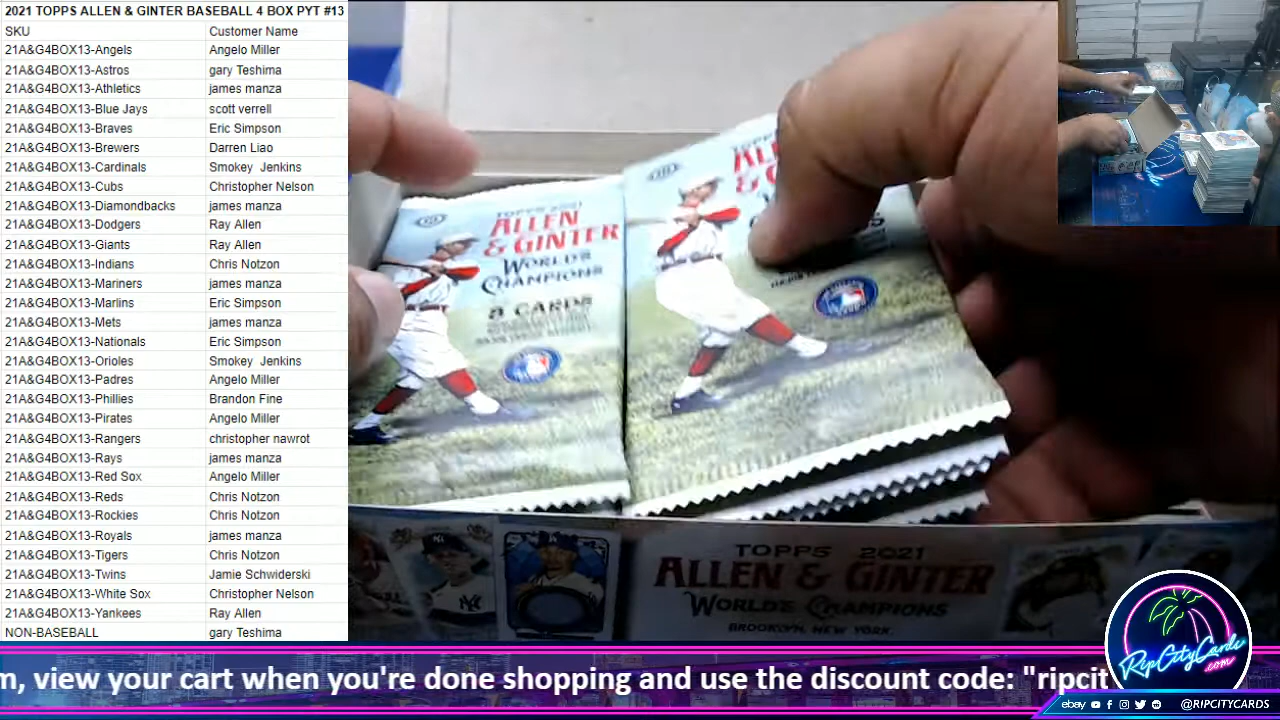 2021 TOPPS ALLEN & GINTER BASEBALL 4 BOX PYT #13
SKU Customer Name
21A&G4BOX13-Angels Angelo Miller
21A&G4BOX13-Astros gary Teshima
21A&G4BOX13-Athletics james manza
21A&G4BOX13-Blue Jays scott verrell
21A&G4BOX13-Braves Eric Simpson
21A&G4BOX13-Brewers Darren Liao
21A&G4BOX13-Cardinals Smokey  Jenkins
21A&G4BOX13-Cubs Christopher Nelson
21A&G4BOX13-Diamondbacks james manza
21A&G4BOX13-Dodgers Ray Allen
21A&G4BOX13-Giants Ray Allen
21A&G4BOX13-Indians Chris Notzon
21A&G4BOX13-Mariners james manza
21A&G4BOX13-Marlins Eric Simpson
21A&G4BOX13-Mets james manza
21A&G4BOX13-Nationals Eric Simpson
21A&G4BOX13-Orioles Smokey  Jenkins
21A&G4BOX13-Padres Angelo Miller
21A&G4BOX13-Phillies Brandon Fine
21A&G4BOX13-Pirates Angelo Miller
21A&G4BOX13-Rangers christopher nawrot
21A&G4BOX13-Rays james manza
21A&G4BOX13-Red Sox Angelo Miller
21A&G4BOX13-Reds Chris Notzon
21A&G4BOX13-Rockies Chris Notzon
21A&G4BOX13-Royals james manza
21A&G4BOX13-Tigers Chris Notzon
21A&G4BOX13-Twins Jamie Schwiderski
21A&G4BOX13-White Sox Christopher Nelson
21A&G4BOX13-Yankees Ray Allen
NON-BASEBALL gary Teshima
TOPPS 2021
ALLEN
& GINTER
WORLD'S
CHAMPIONS
8 CARDS
TOPPS 2021
ALLEN & GINTER
WORLD'S CHAMPIONS
BROOKLYN, NEW YORK.
RipCityCards
.com
m, view your cart when you're done shopping and use the discount code: "ripcit
ebay @RIPCITYCARDS